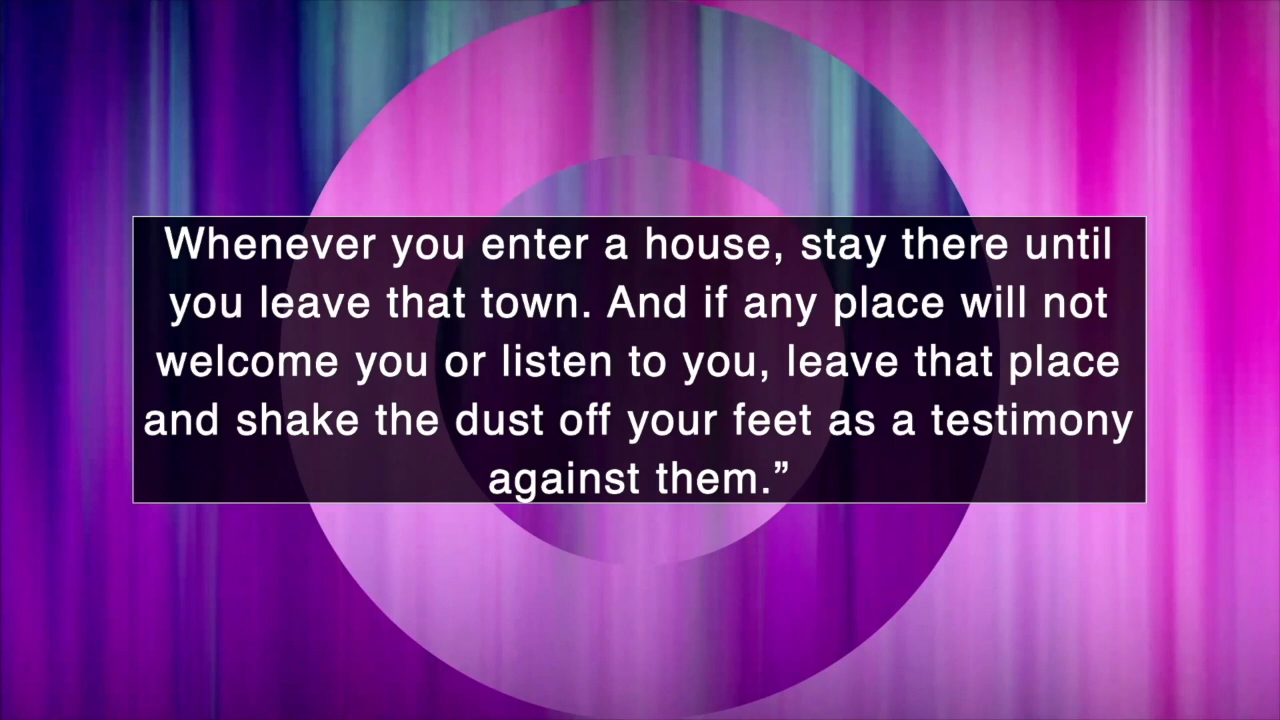 Whenever you enter a house, stay there until
you leave that town. And if any place will not
welcome you or listen to you, leave that place
and shake the dust off your feet as a testimony
against them.”